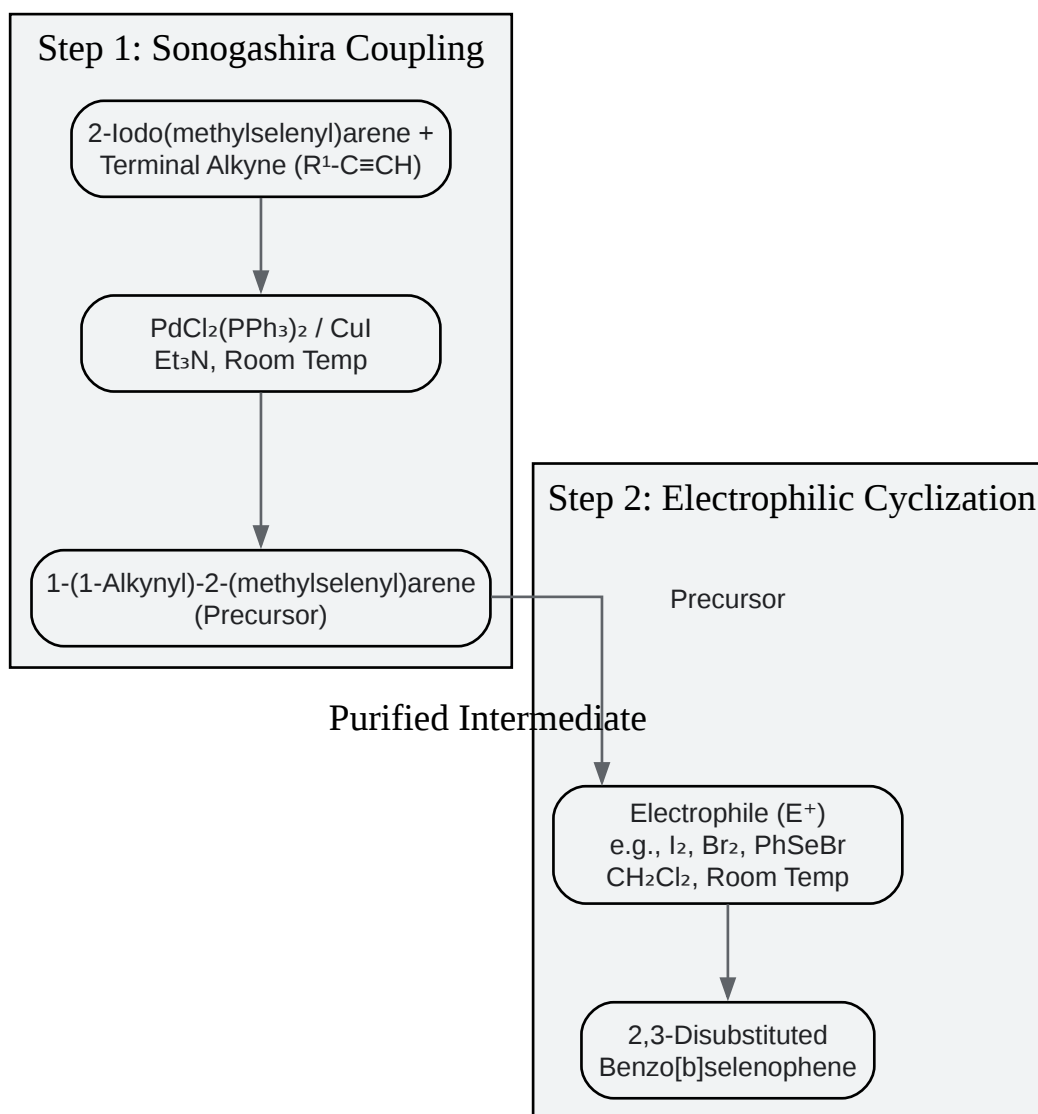 Step 1: Sonogashira Coupling
2-Iodo(methylselenyl)arene +
Terminal Alkyne (R¹-C≡CH)
PdCl₂(PPh₃)₂ / CuI
Et₃N, Room Temp
1-(1-Alkynyl)-2-(methylselenyl)arene
(Precursor)
Purified Intermediate
Step 2: Electrophilic Cyclization
Precursor
Electrophile (E⁺)
e.g., I₂, Br₂, PhSeBr
CH₂Cl₂, Room Temp
2,3-Disubstituted
Benzo[b]selenophene